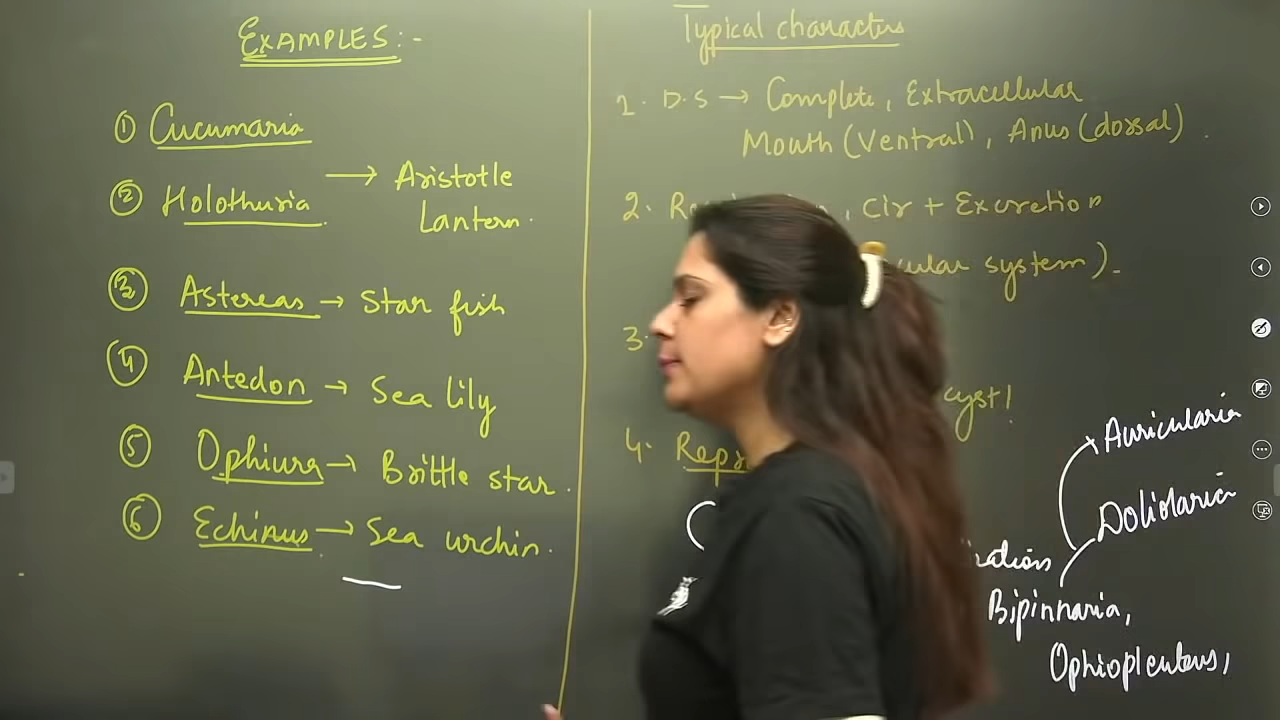 EXAMPLES:-
① Cucumaria
② Holothuria → Aristotle
Lantern.
③ Astereas → Star fish
④ Antedon → Sea lily
⑤ Ophiura → Brittle star.
⑥ Echinus → Sea urchin.
Typical characters
1. D.S → Complete, Extracellular
Mouth (Ventral), Anus (dorsal).
2. , Cir + Excretion
system).
3.
cyst!
4.
Auricularia
Doliolaria
Bipinnaria,
Ophiopleuteus,